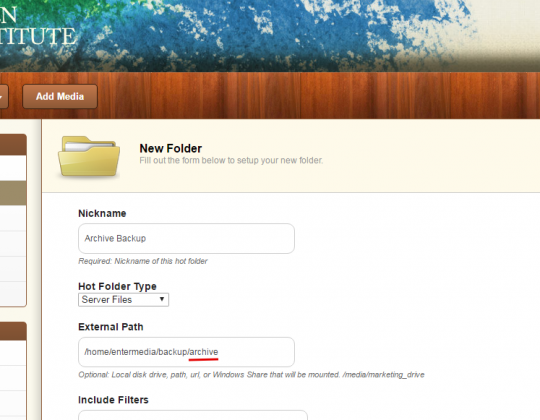 Add Media
New Folder
Fill out the form below to setup your new folder.
Nickname
Archive Backup
Required: Nickname of this hot folder
Hot Folder Type
Server Files
External Path
/home/entermedia/backup/archive
Optional: Local disk drive, path, url, or Windows Share that will be mounted. /media/marketing_drive
Include Filters